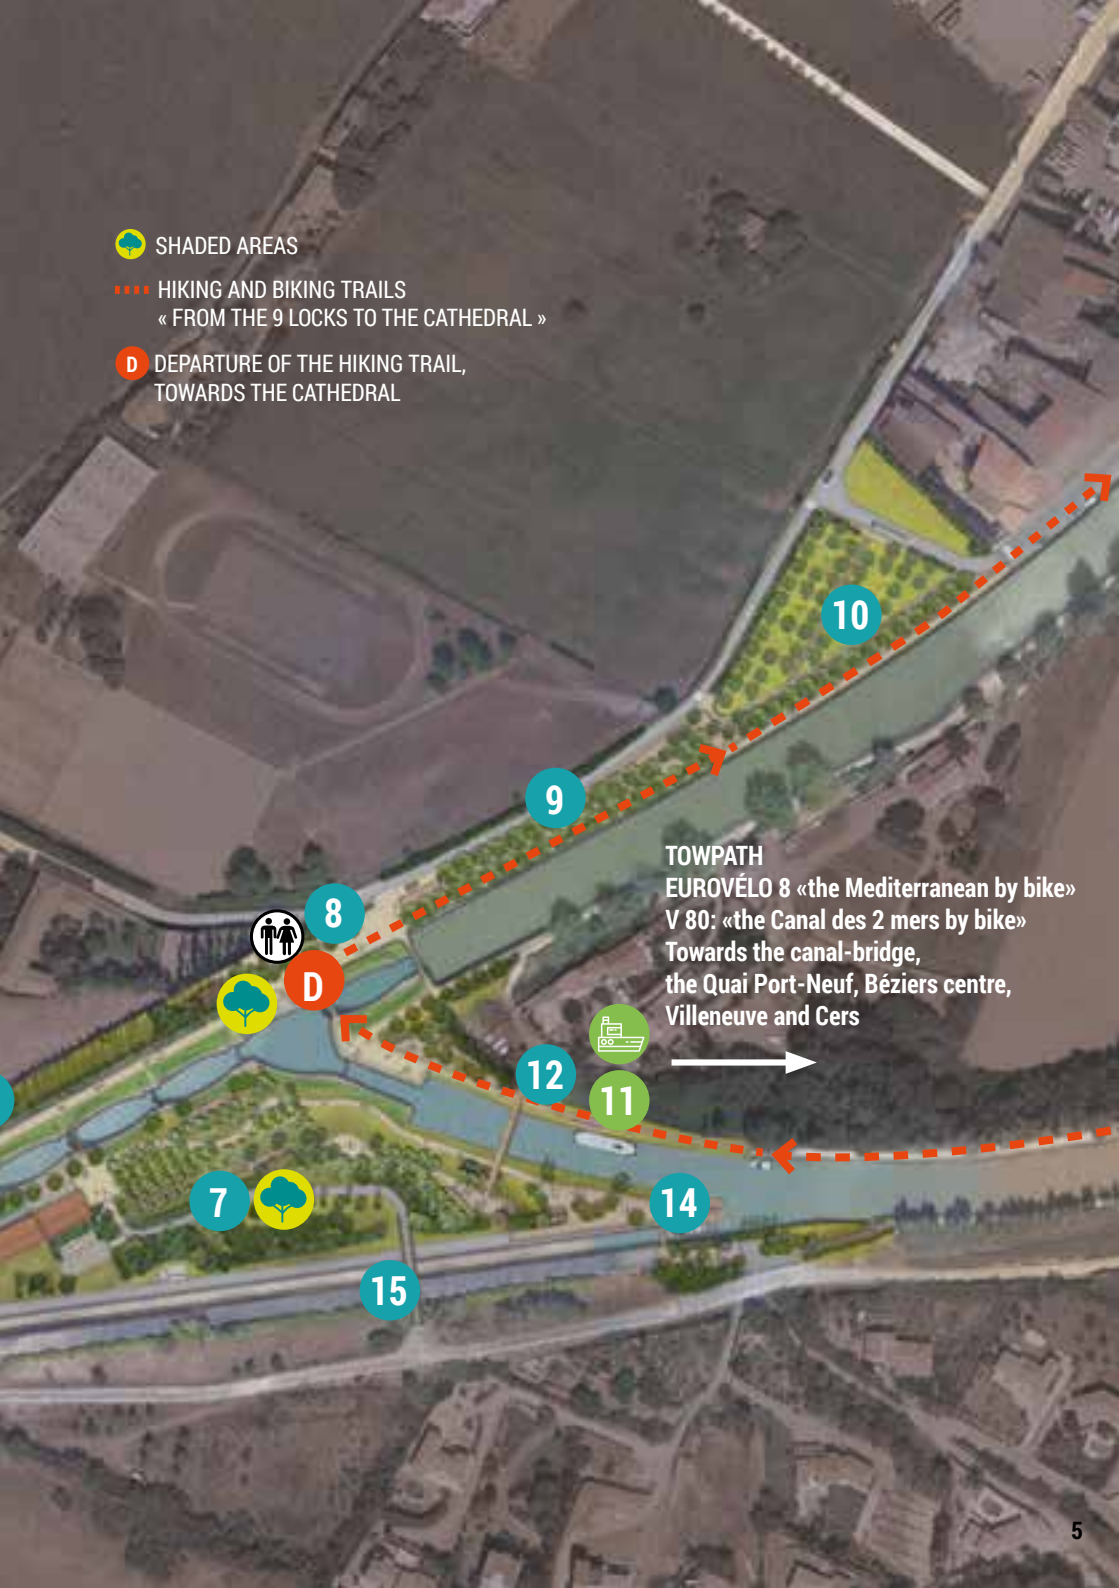 SHADED AREAS
HIKING AND BIKING TRAILS
« FROM THE 9 LOCKS TO THE CATHEDRAL »
D DEPARTURE OF THE HIKING TRAIL,
TOWARDS THE CATHEDRAL
10
9
TOWPATH
EUROVÉLO 8 «the Mediterranean by bike»
V 80: «the Canal des 2 mers by bike»
Towards the canal-bridge,
the Quai Port-Neuf, Béziers centre,
Villeneuve and Cers
8
D
12
11
7
14
15
5